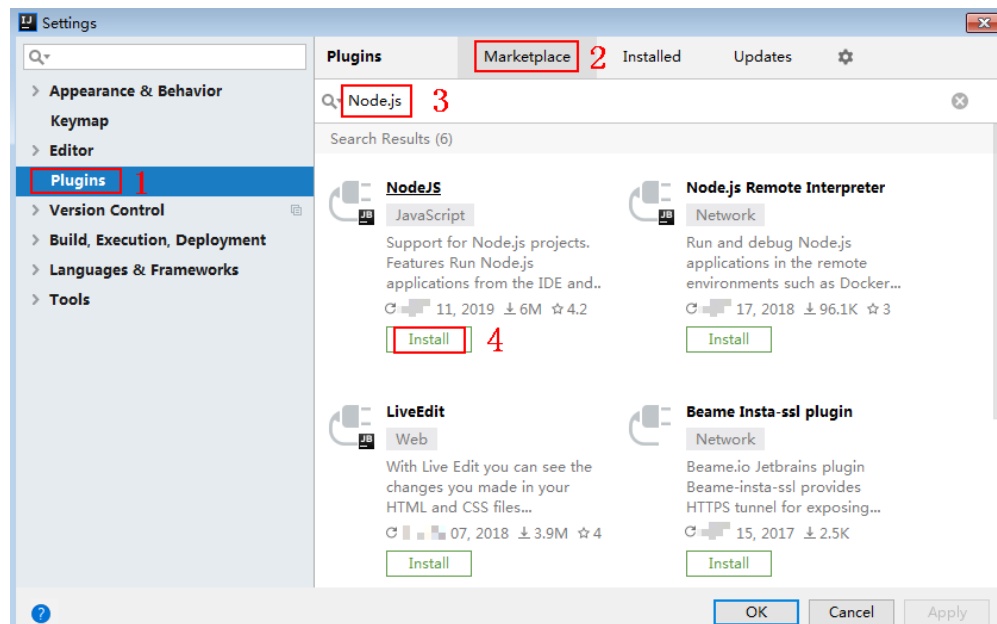 Settings
Appearance & Behavior
Keymap
Editor
Plugins
1
Version Control
Build, Execution, Deployment
Languages & Frameworks
Tools
Plugins
Marketplace
2
Installed
Updates
Node.js
3
Search Results (6)
NodeJS
JavaScript
Support for Node.js projects.
Features Run Node.js
applications from the IDE and..
11, 2019 6M 4.2
Install
4
Node.js Remote Interpreter
Network
Run and debug Node.js
applications in the remote
environments such as Docker...
17, 2018 96.1K 3
Install
LiveEdit
Web
With Live Edit you can see the
changes you made in your
HTML and CSS files...
07, 2018 3.9M 4
Install
Beame Insta-ssl plugin
Network
Beame.io Jetbrains plugin
Beame-insta-ssl provides
HTTPS tunnel for exposing...
15, 2017 2.5K
Install
?
OK
Cancel
Apply